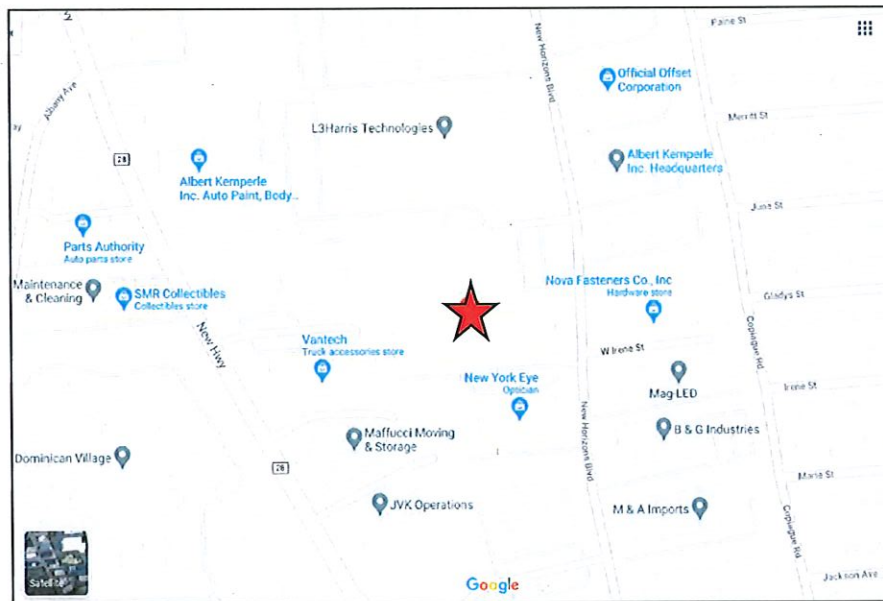 Paine St
New Horizons Blvd
Official Offset
Corporation
Albany Ave
Merritt St
L3Harris Technologies
28
Albert Kemperle
Inc. Headquarters
Albert Kemperle
Inc. Auto Paint, Body...
June St
Parts Authority
Auto parts store
Maintenance
& Cleaning
SMR Collectibles
Collectibles store
Nova Fasteners Co., Inc
Hardware store
Gladys St
New Hwy
Vantech
Truck accessories store
W Irene St
Copiague Rd
New York Eye
Optician
Mag-LED
Irene St
New Horizons Blvd
Maffucci Moving
& Storage
B & G Industries
Dominican Village
28
Marie St
JVK Operations
M & A Imports
Copiague Rd
Satellite
Google
Jackson Ave